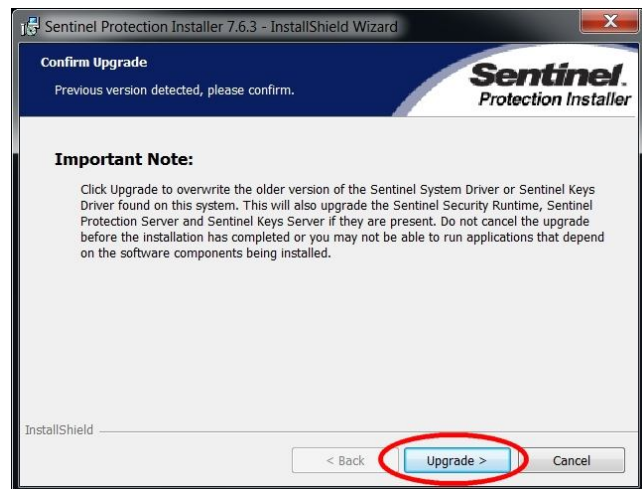 Sentinel Protection Installer 7.6.3 - InstallShield Wizard
Confirm Upgrade
Previous version detected, please confirm.
Sentinel.
Protection Installer
Important Note:
Click Upgrade to overwrite the older version of the Sentinel System Driver or Sentinel Keys
Driver found on this system. This will also upgrade the Sentinel Security Runtime, Sentinel
Protection Server and Sentinel Keys Server if they are present. Do not cancel the upgrade
before the installation has completed or you may not be able to run applications that depend
on the software components being installed.
InstallShield
< Back
Upgrade >
Cancel